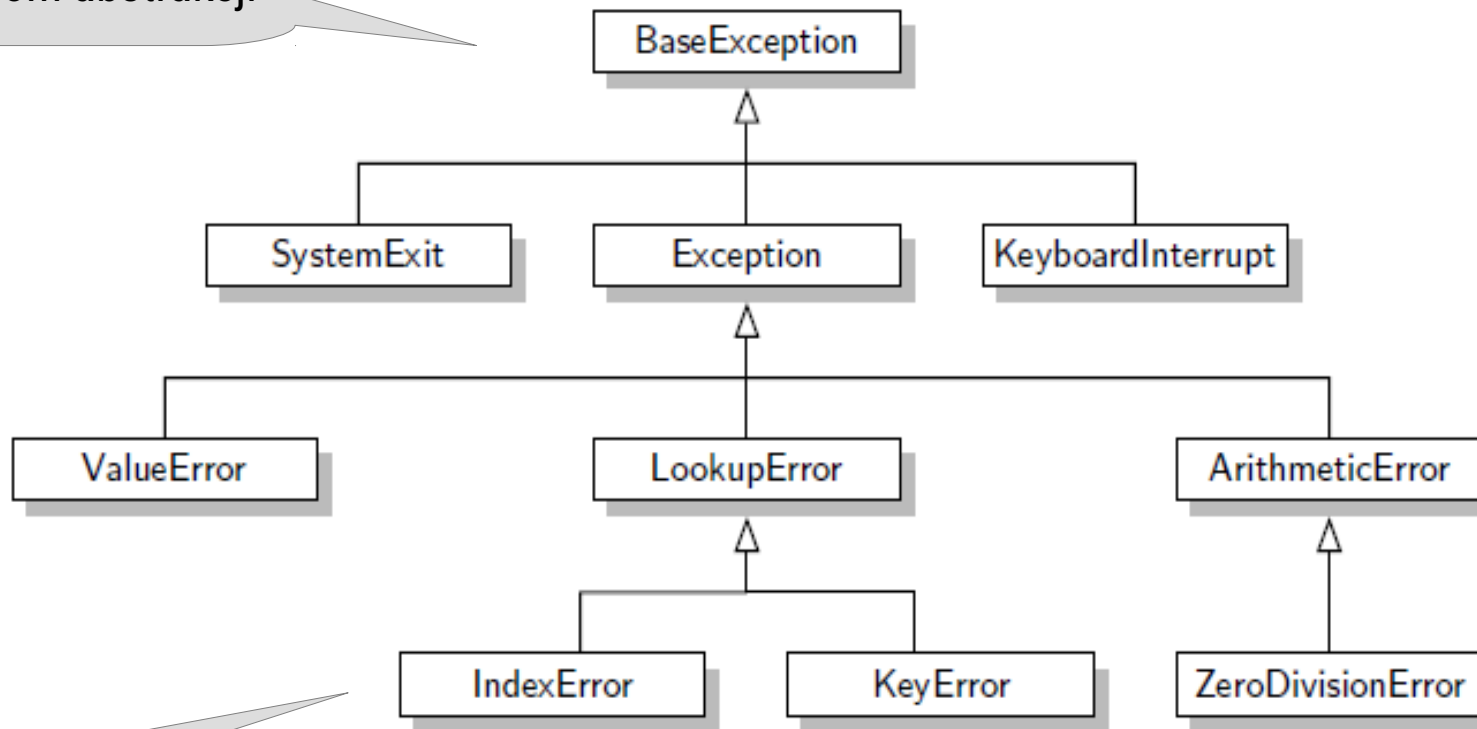 BaseException
SystemExit
Exception
KeyboardInterrupt
ValueError
LookupError
ArithmeticError
IndexError
KeyError
ZeroDivisionError